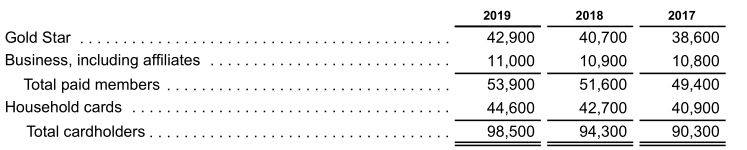 2019 2018 2017
Gold Star . . . . . . . . . . . . . . . . . . . . . . . . . . . . . . . . . . . . . . . . . . . . . 42,900 40,700 38,600
Business, including affiliates . . . . . . . . . . . . . . . . . . . . . . . . . . . . . 11,000 10,900 10,800
Total paid members . . . . . . . . . . . . . . . . . . . . . . . . . . . . . . . . . . 53,900 51,600 49,400
Household cards . . . . . . . . . . . . . . . . . . . . . . . . . . . . . . . . . . . . . . 44,600 42,700 40,900
Total cardholders . . . . . . . . . . . . . . . . . . . . . . . . . . . . . . . . . . . . 98,500 94,300 90,300